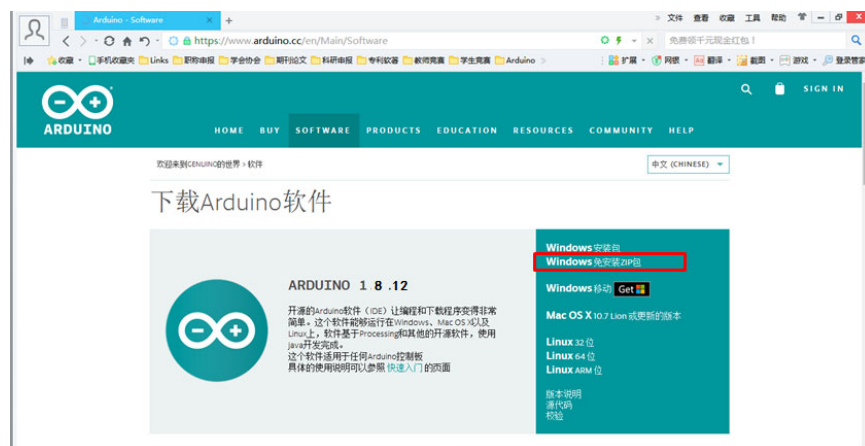 Arduino - Software
文件 查看 收藏 工具 帮助
https://www.arduino.cc/en/Main/Software
免费领千元现金红包！
收藏 手机收藏夹 Links 职称申报 学会协会 期刊论文 科研申报 专利软著 教师竞赛 学生竞赛 Arduino
扩展 网银 翻译 截图 游戏 登录管家
ARDUINO
HOME BUY SOFTWARE PRODUCTS EDUCATION RESOURCES COMMUNITY HELP
SIGN IN
欢迎来到GENUINO的世界 > 软件
中文 (CHINESE)
下载Arduino软件
ARDUINO 1.8.12
开源的Arduino软件（IDE）让编程和下载程序变得非常
简单。这个软件能够运行在Windows、Mac OS X以及
Linux上，软件基于Processing和其他的开源软件，使用
java开发完成。
这个软件适用于任何Arduino控制板
具体的使用说明可以参照 快速入门 的页面
Windows 安装包
Windows 免安装ZIP包
Windows 移动 Get
Mac OS X 10.7 Lion 或更新的版本
Linux 32 位
Linux 64 位
Linux ARM 位
版本说明
源代码
校验